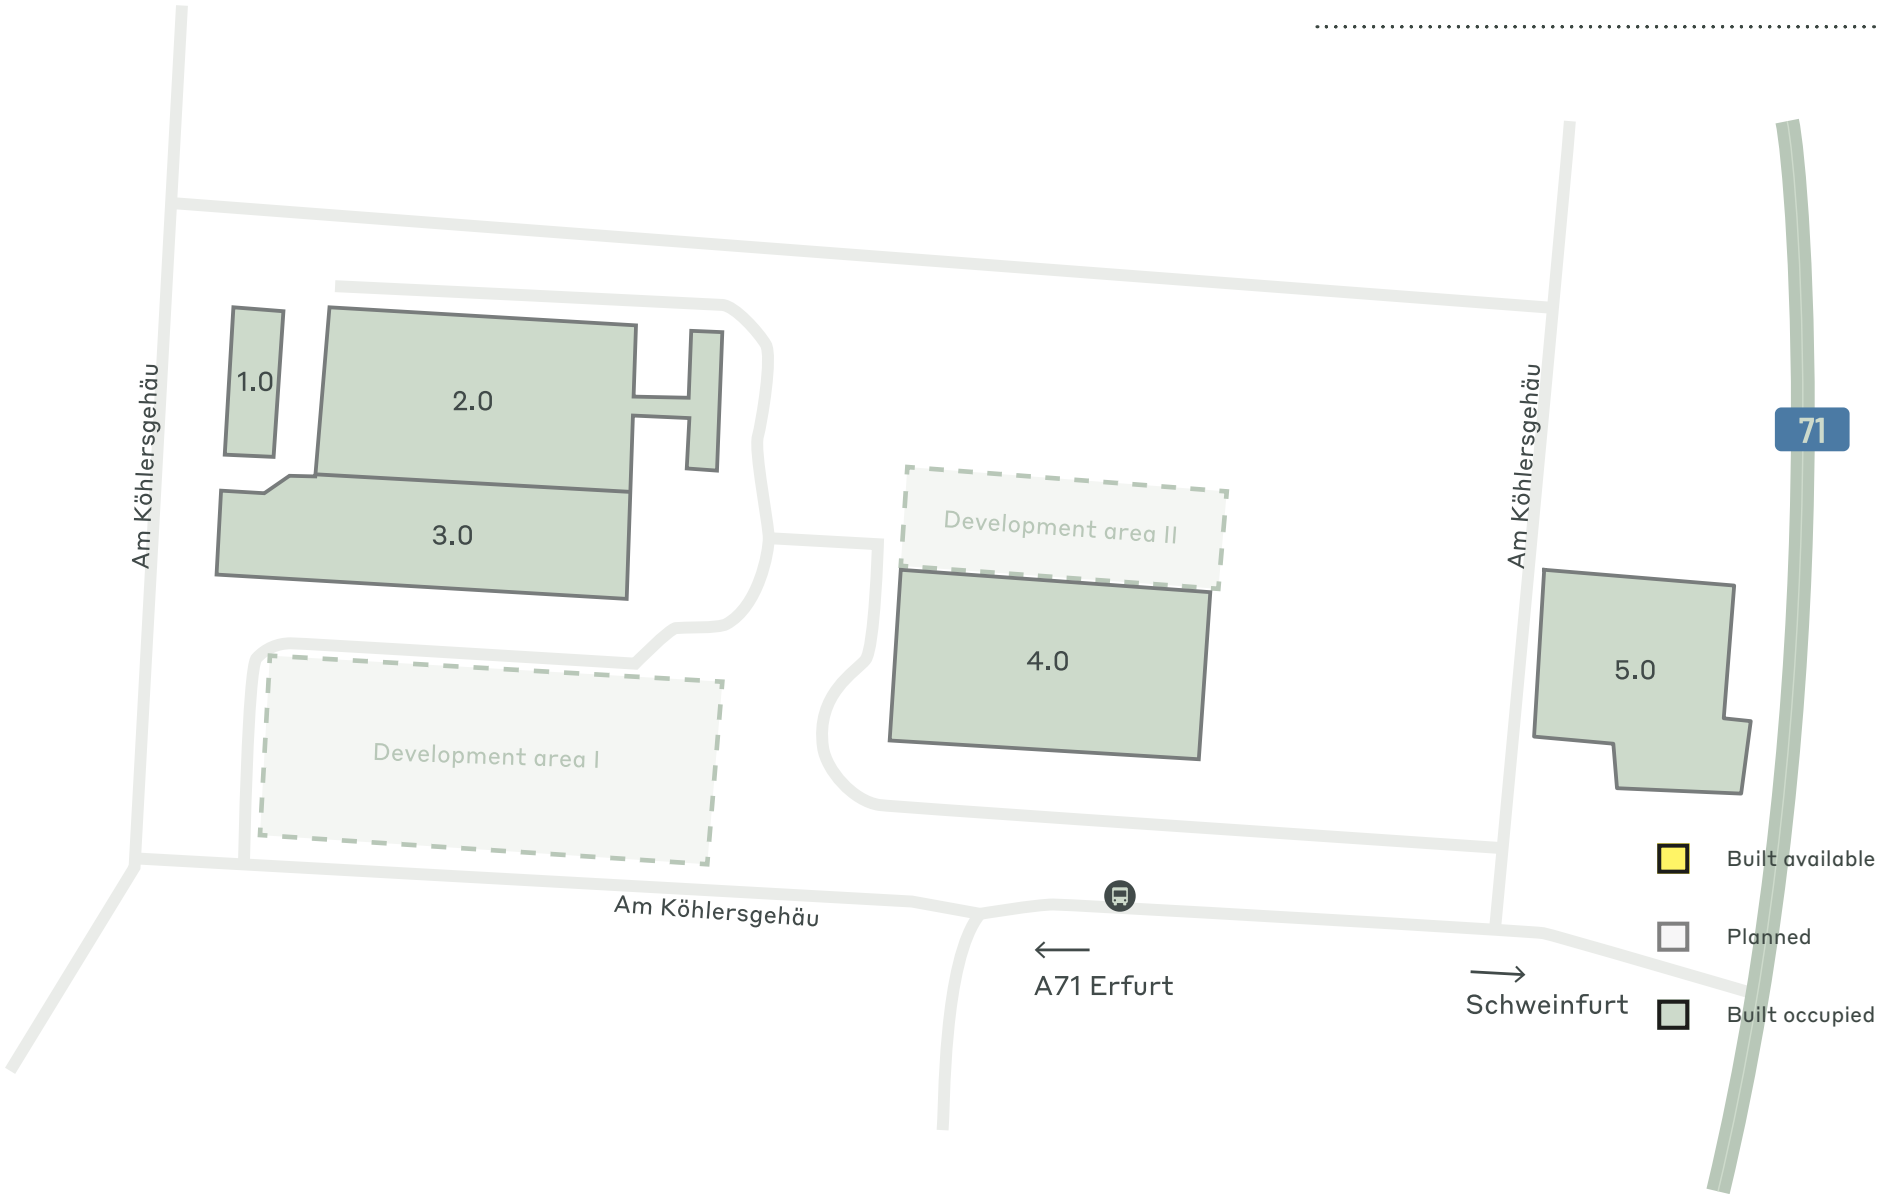 Am Köhlersgehäu
1.0
2.0
3.0
Development area I
Am Köhlersgehäu
Development area II
4.0
Am Köhlersgehäu
5.0
71
A71 Erfurt
Schweinfurt
Built available
Planned
Built occupied